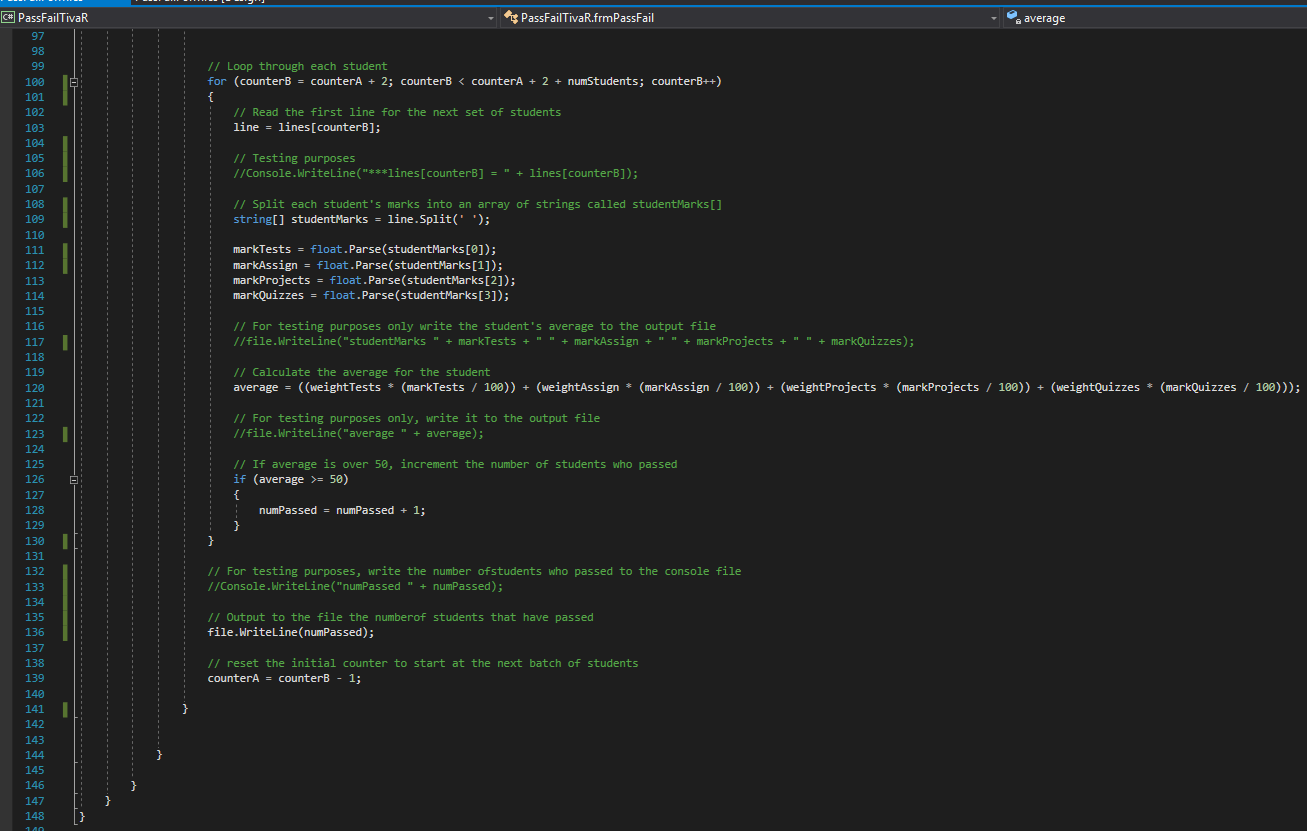 C# PassFailTivaR PassFailTivaR.frmPassFail average
97
98
99 // Loop through each student
100 for (counterB = counterA + 2; counterB < counterA + 2 + numStudents; counterB++)
101 {
102 // Read the first line for the next set of students
103 line = lines[counterB];
104
105 // Testing purposes
106 //Console.WriteLine("***lines[counterB] = " + lines[counterB]);
107
108 // Split each student's marks into an array of strings called studentMarks[]
109 string[] studentMarks = line.Split(' ');
110
111 markTests = float.Parse(studentMarks[0]);
112 markAssign = float.Parse(studentMarks[1]);
113 markProjects = float.Parse(studentMarks[2]);
114 markQuizzes = float.Parse(studentMarks[3]);
115
116 // For testing purposes only write the student's average to the output file
117 //file.WriteLine("studentMarks " + markTests + " " + markAssign + " " + markProjects + " " + markQuizzes);
118
119 // Calculate the average for the student
120 average = ((weightTests * (markTests / 100)) + (weightAssign * (markAssign / 100)) + (weightProjects * (markProjects / 100)) + (weightQuizzes * (markQuizzes / 100)));
121
122 // For testing purposes only, write it to the output file
123 //file.WriteLine("average " + average);
124
125 // If average is over 50, increment the number of students who passed
126 if (average >= 50)
127 {
128 numPassed = numPassed + 1;
129 }
130 }
131
132 // For testing purposes, write the number ofstudents who passed to the console file
133 //Console.WriteLine("numPassed " + numPassed);
134
135 // Output to the file the numberof students that have passed
136 file.WriteLine(numPassed);
137
138 // reset the initial counter to start at the next batch of students
139 counterA = counterB - 1;
140
141 }
142
143
144 }
145
146 }
147 }
148 }